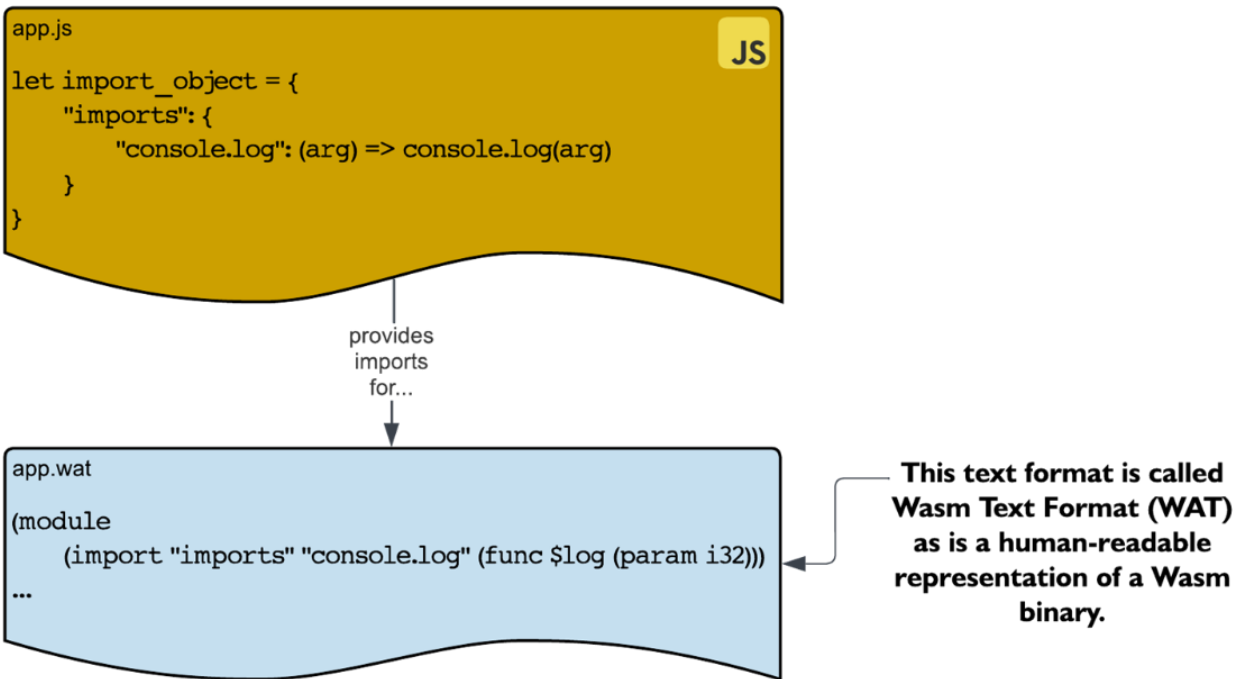 app.js
JS
let import_object = {
"imports": {
"console.log": (arg) => console.log(arg)
}
}
provides
imports
for...
app.wat
(module
(import "imports" "console.log" (func $log (param i32)))
...
This text format is called
Wasm Text Format (WAT)
as is a human-readable
representation of a Wasm
binary.